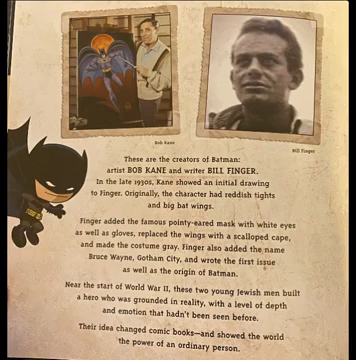 Bob Kane
Bill Finger
These are the creators of Batman:
artist BOB KANE and writer BILL FINGER.
In the late 1930s, Kane showed an initial drawing
to Finger. Originally, the character had reddish tights
and big bat wings.
Finger added the famous pointy-eared mask with white eyes
as well as gloves, replaced the wings with a scalloped cape,
and made the costume gray. Finger also added the name
Bruce Wayne, Gotham City, and wrote the first issue
as well as the origin of Batman.
Near the start of World War II, these two young Jewish men built
a hero who was grounded in reality, with a level of depth
and emotion that hadn't been seen before.
Their idea changed comic books—and showed the world
the power of an ordinary person.